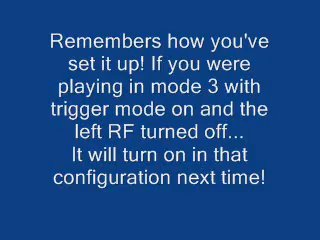 Remembers how you've
set it up! If you were
playing in mode 3 with
trigger mode on and the
left RF turned off...
It will turn on in that
configuration next time!